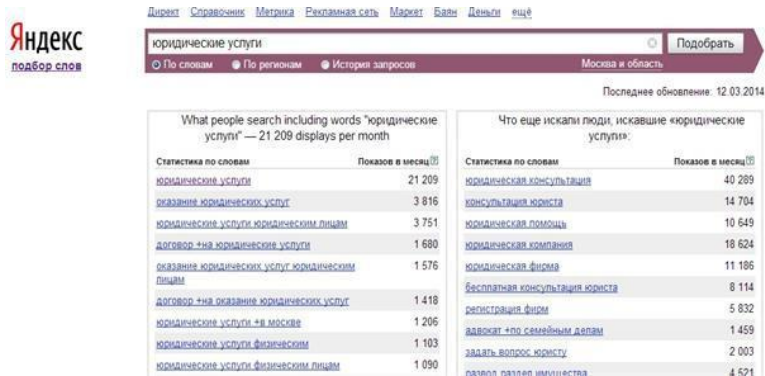 Директ Справочник Метрика Рекламная сеть Маркет Баян Деньги ещё
Яндекс
подбор слов
юридические услуги
Подобрать
По словам По регионам История запросов Москва и область
Последнее обновление: 12.03.2014
What people search including words "юридические
услуги" — 21 209 displays per month
Статистика по словам Показов в месяц [?]
юридические услуги 21 209
оказание юридических услуг 3 816
юридические услуги юридическим лицам 3 751
договор +на юридические услуги 1 680
оказание юридических услуг юридическим 1 576
лицам
договор +на оказание юридических услуг 1 418
юридические услуги +в москве 1 206
юридические услуги физическим 1 103
юридические услуги физическим лицам 1 090
Что еще искали люди, искавшие «юридические
услуги»:
Статистика по словам Показов в месяц [?]
юридическая консультация 40 289
консультация юриста 14 704
юридическая помощь 10 649
юридическая компания 18 624
юридическая фирма 11 186
бесплатная консультация юриста 8 114
регистрация фирм 5 832
адвокат +по семейным делам 1 459
задать вопрос юристу 2 003
развод раздел имущества 4 521